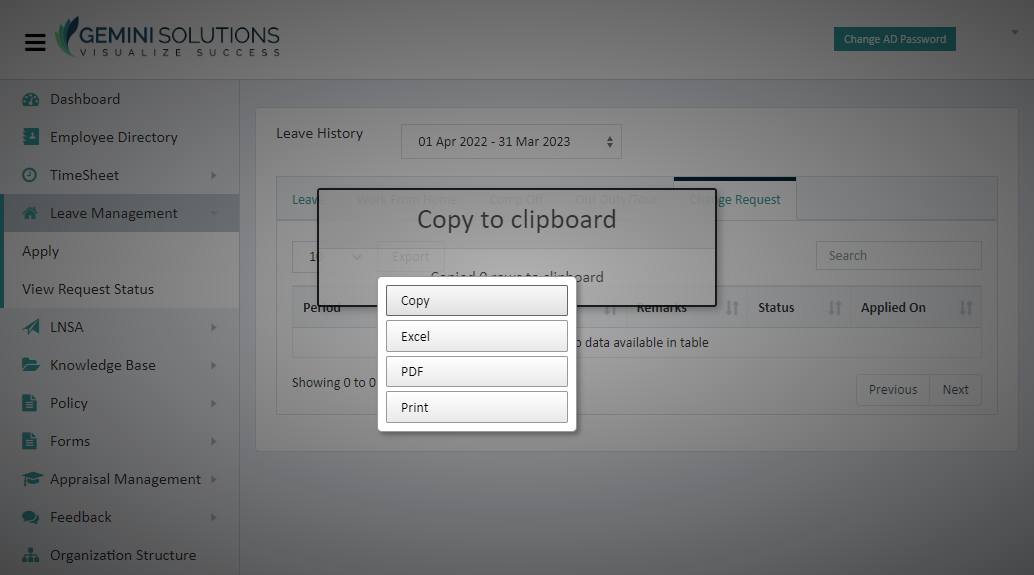 GEMINI SOLUTIONS
VISUALIZE SUCCESS
Change AD Password
Dashboard
Employee Directory
TimeSheet
Leave Management
Apply
View Request Status
LNSA
Knowledge Base
Policy
Forms
Appraisal Management
Feedback
Organization Structure
Leave History
01 Apr 2022 - 31 Mar 2023
Leave Work From Home Comp Off Out Duty/Tour Change Request
Copy to clipboard
10 Export Search
Copied 0 rows to clipboard
Period Remarks Status Applied On
data available in table
Showing 0 to 0
Previous Next
Copy
Excel
PDF
Print